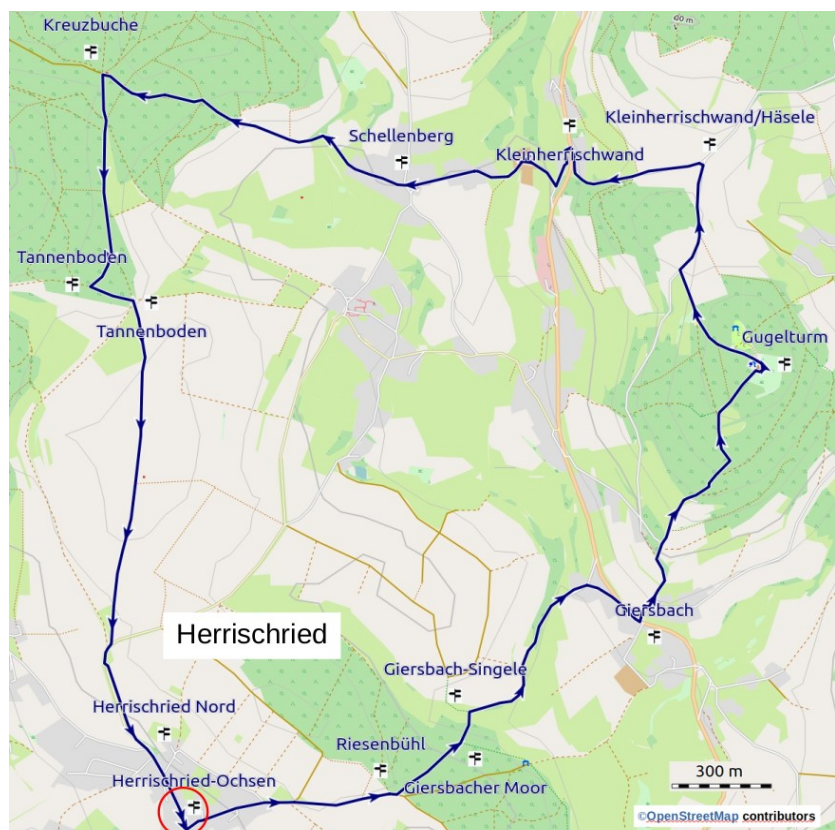 Kreuzbuche
Kleinherrischwand/Häsele
Schellenberg
Kleinherrischwand
Tannenboden
Tannenboden
Gugelturm
Giersbach
Herrischried
Giersbach-Singele
Herrischried Nord
Riesenbühl
Herrischried-Ochsen
Giersbacher Moor
300 m
©OpenStreetMap contributors